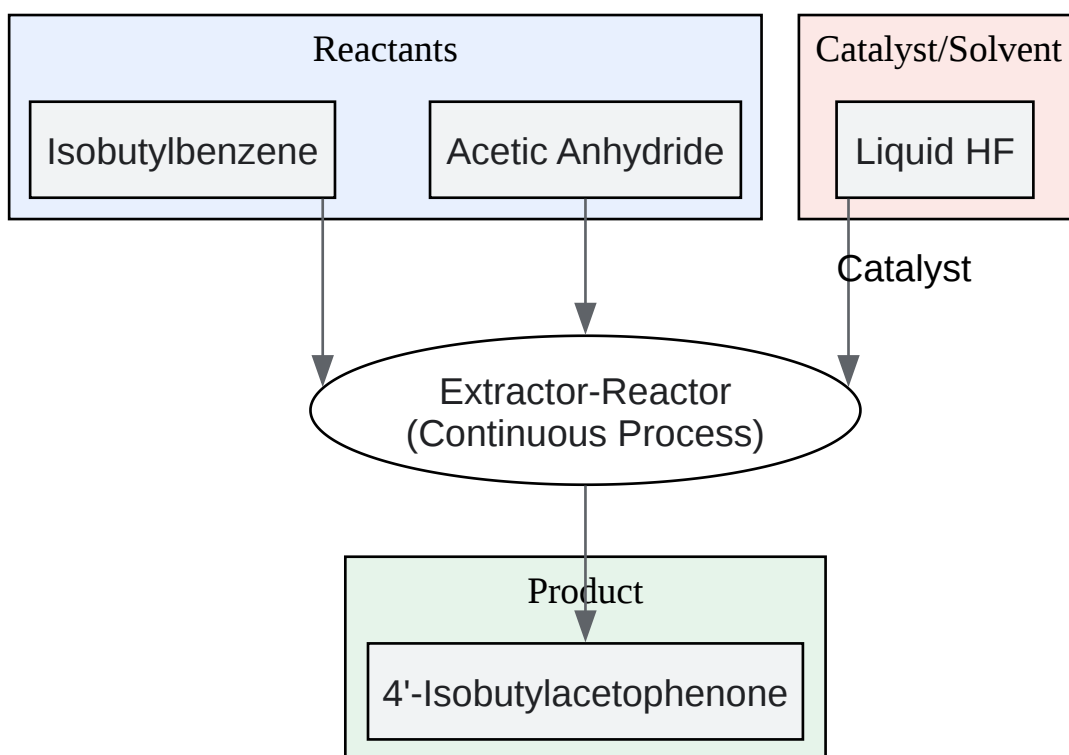 Reactants
Catalyst/Solvent
Isobutylbenzene
Acetic Anhydride
Liquid HF
Catalyst
Extractor-Reactor
(Continuous Process)
Product
4'-Isobutylacetophenone